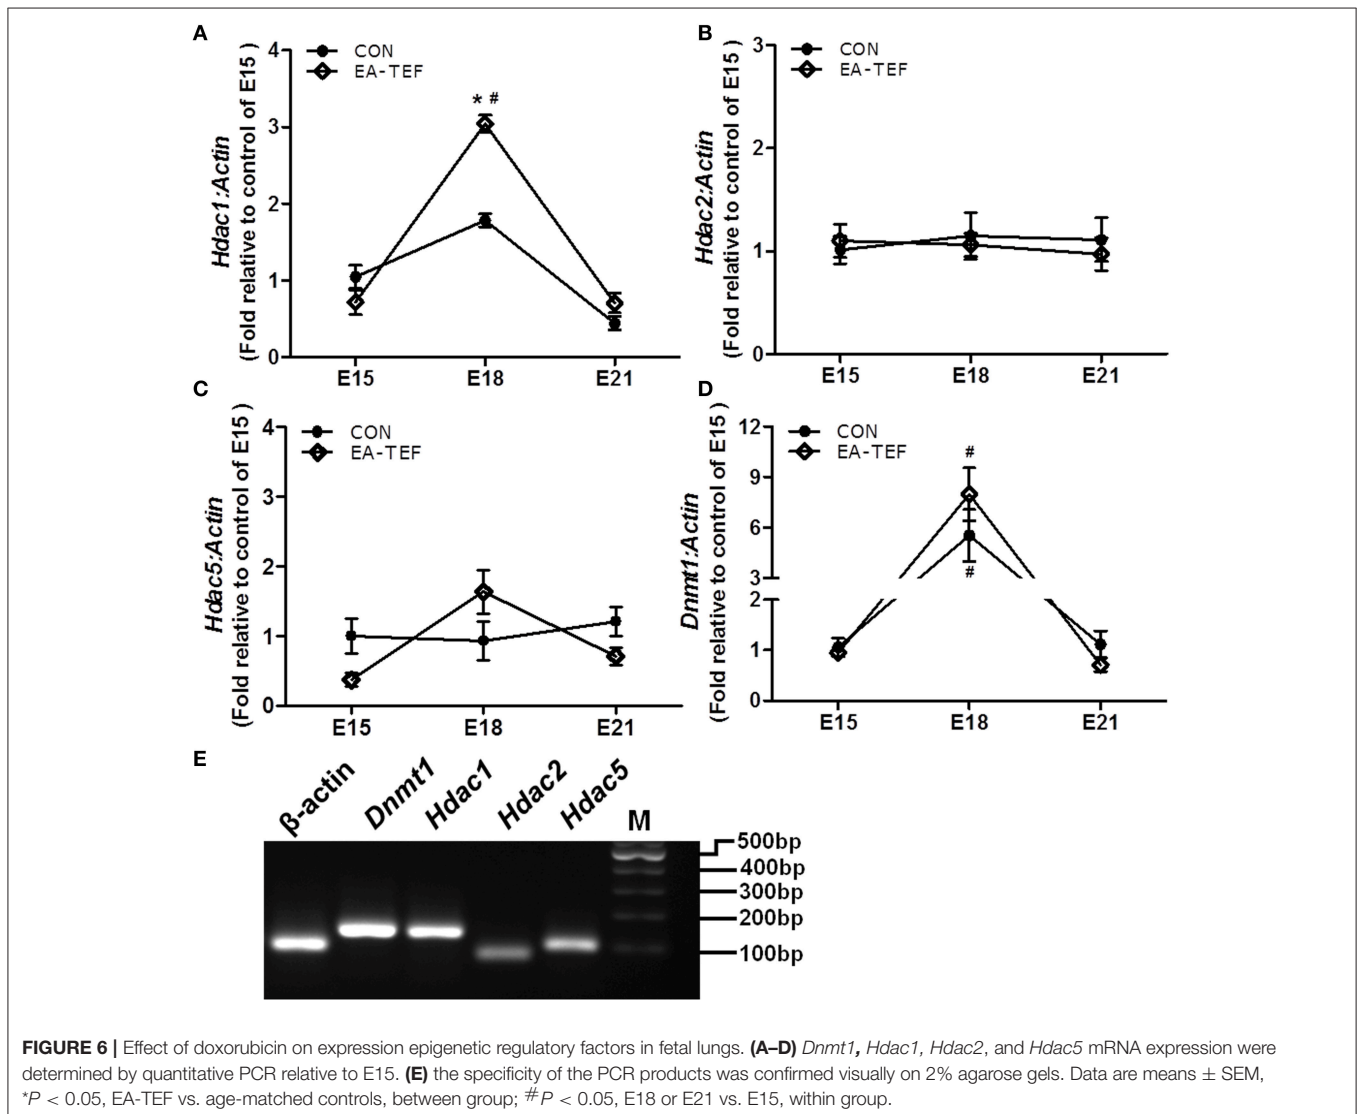 A
Hdac1:Actin
(Fold relative to control of E15 )
4
3
2
1
0
CON
EA-TEF
* #
E15 E18 E21
B
Hdac2:Actin
(Fold relative to control of E15 )
3
2
1
0
CON
EA-TEF
E15 E18 E21
C
Hdac5:Actin
(Fold relative to control of E15 )
4
3
2
1
0
CON
EA-TEF
E15 E18 E21
D
Dnmt1:Actin
(Fold relative to control of E15 )
12
9
6
3
2
1
0
CON
EA-TEF
#
#
E15 E18 E21
E
β-actin Dnmt1 Hdac1 Hdac2 Hdac5 M
500bp
400bp
300bp
200bp
100bp
FIGURE 6 | Effect of doxorubicin on expression epigenetic regulatory factors in fetal lungs. (A–D) Dnmt1, Hdac1, Hdac2, and Hdac5 mRNA expression were
determined by quantitative PCR relative to E15. (E) the specificity of the PCR products was confirmed visually on 2% agarose gels. Data are means ± SEM,
*P < 0.05, EA-TEF vs. age-matched controls, between group; #P < 0.05, E18 or E21 vs. E15, within group.